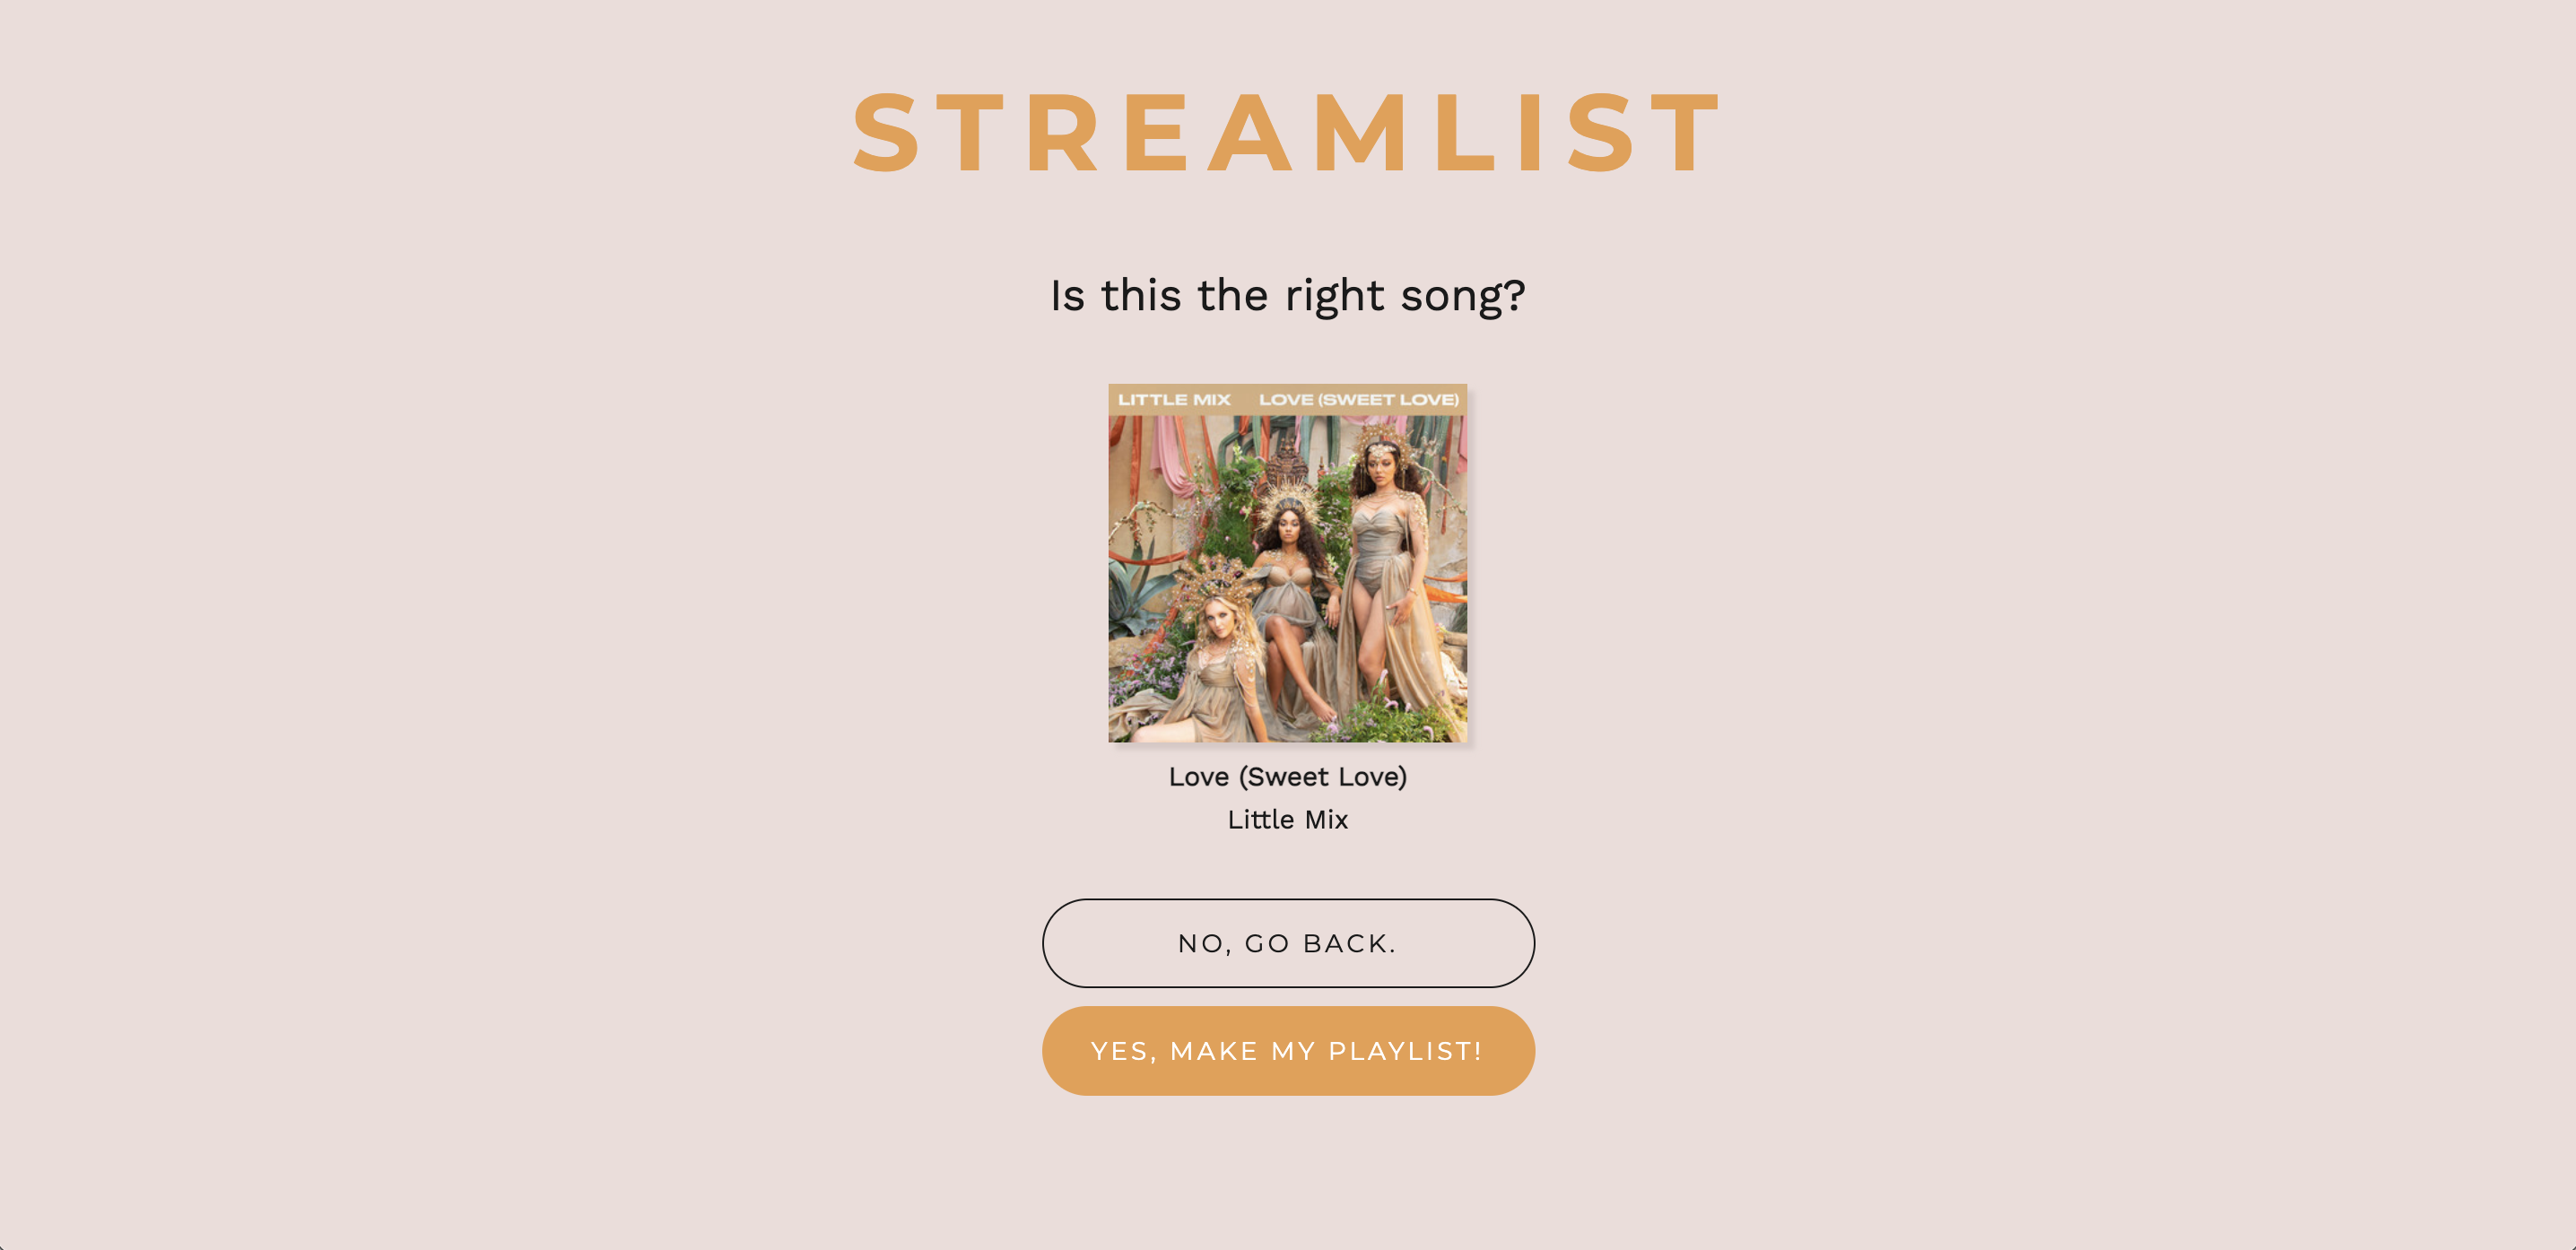 STREAMLIST
Is this the right song?
LITTLE MIX LOVE (SWEET LOVE)
Love (Sweet Love)
Little Mix
NO, GO BACK.
YES, MAKE MY PLAYLIST!